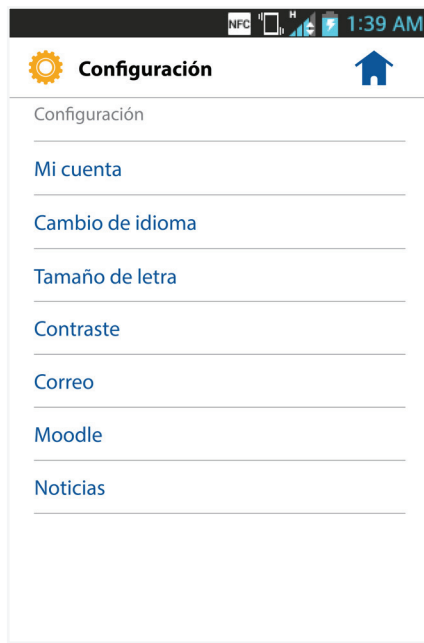 NFC H 1:39 AM
Configuración
Configuración
Mi cuenta
Cambio de idioma
Tamaño de letra
Contraste
Correo
Moodle
Noticias